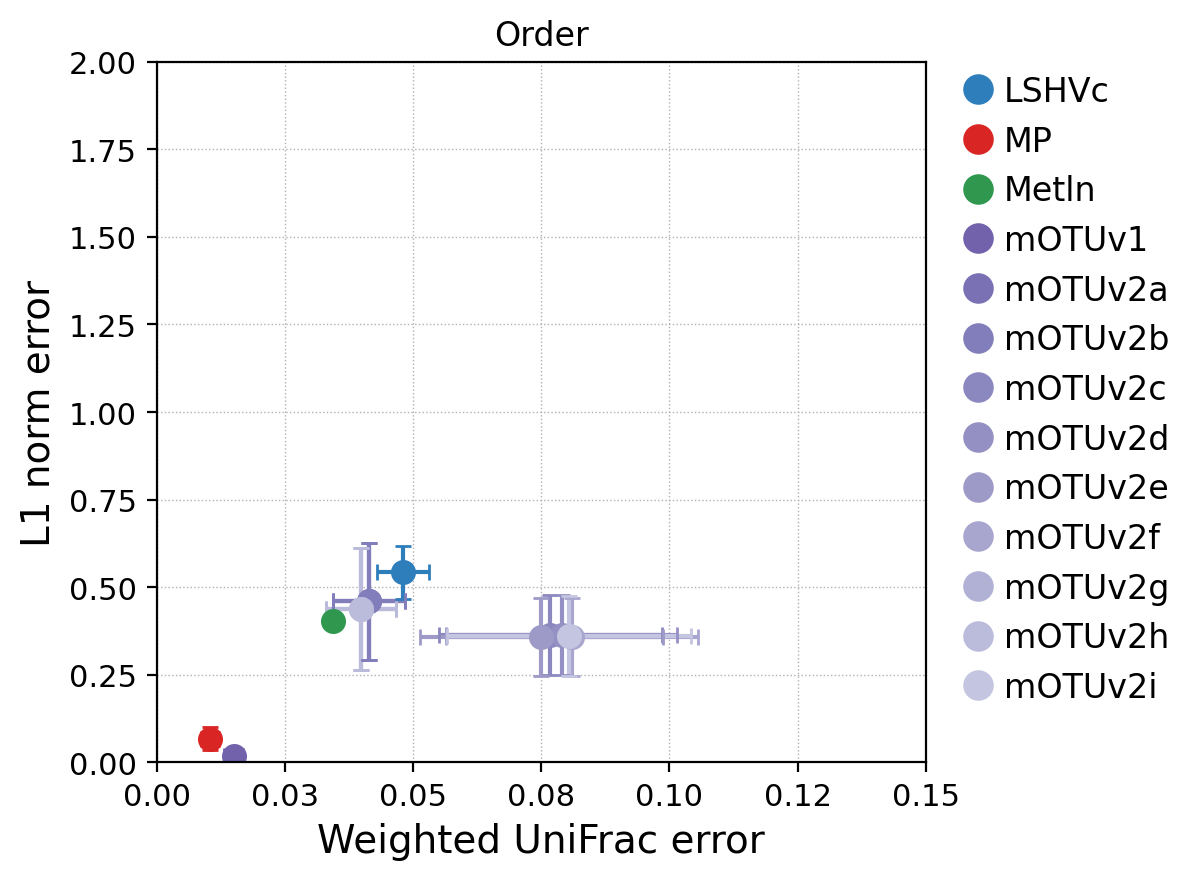 Order
2.00
1.75
1.50
1.25
1.00
0.75
0.50
0.25
0.00
L1 norm error
0.00 0.03 0.05 0.08 0.10 0.12 0.15
Weighted UniFrac error
LSHVc
MP
Metln
mOTUv1
mOTUv2a
mOTUv2b
mOTUv2c
mOTUv2d
mOTUv2e
mOTUv2f
mOTUv2g
mOTUv2h
mOTUv2i